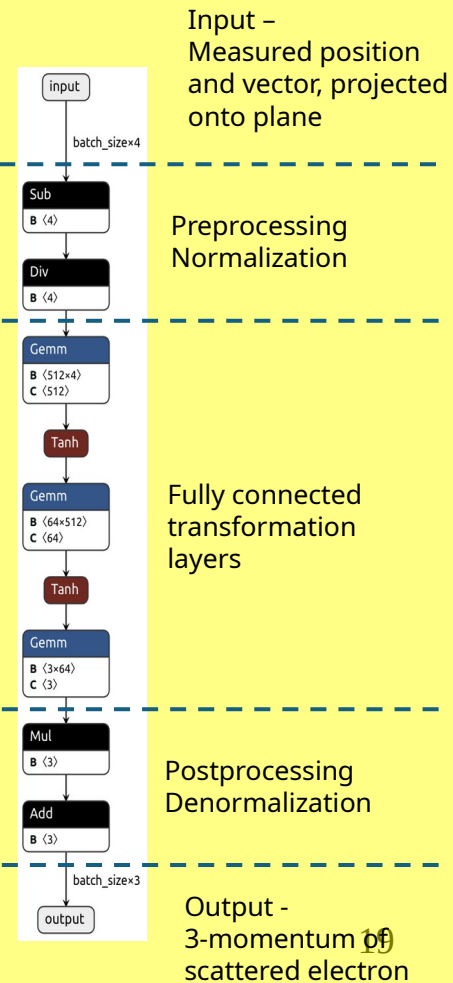 Input –
Measured position
and vector, projected
onto plane
input
batch_size×4
Sub
B ⟨4⟩
Preprocessing
Normalization
Div
B ⟨4⟩
Gemm
B ⟨512×4⟩
C ⟨512⟩
Tanh
Gemm
B ⟨64×512⟩
C ⟨64⟩
Fully connected
transformation
layers
Tanh
Gemm
B ⟨3×64⟩
C ⟨3⟩
Mul
B ⟨3⟩
Postprocessing
Denormalization
Add
B ⟨3⟩
batch_size×3
output
Output -
3-momentum of
19
scattered electron